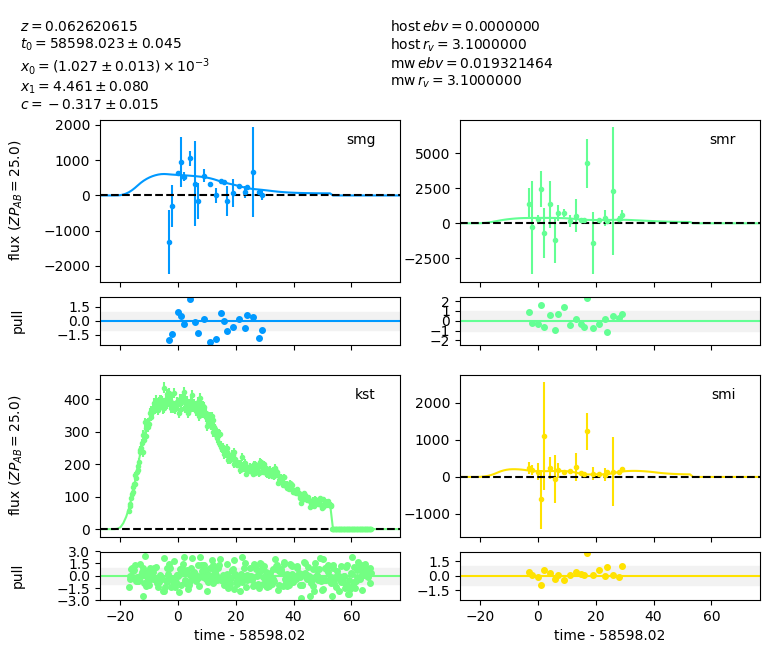 z = 0.062620615
t₀ = 58598.023 ± 0.045
x₀ = (1.027 ± 0.013) × 10⁻³
x₁ = 4.461 ± 0.080
c = −0.317 ± 0.015
host ebv = 0.0000000
host r_v = 3.1000000
mw ebv = 0.019321464
mw r_v = 3.1000000
flux (ZP_AB = 25.0)
2000
1000
0
−1000
−2000
smg
5000
2500
0
−2500
smr
pull
1.5
0.0
−1.5
2
1
0
−1
−2
flux (ZP_AB = 25.0)
400
300
200
100
0
kst
2000
1000
0
−1000
smi
pull
3.0
1.5
0.0
−1.5
−3.0
1.5
0.0
−1.5
−20 0 20 40 60
−20 0 20 40 60
time - 58598.02
time - 58598.02